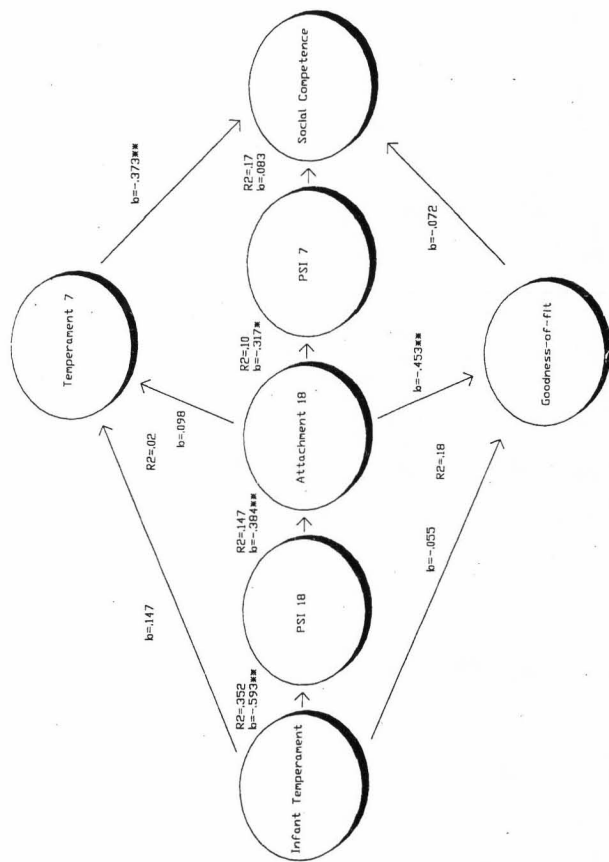 Temperament 7
b=-.373**
b=.147
R2=.02
b=.098
R2=.352
b=-.593**
R2=.147
b=-.384**
R2=.10
b=-.317*
R2=.17
b=.083
Infant Temperament
PSI 18
Attachment 18
PSI 7
Social Competence
b=-.055
R2=.18
b=-.453**
b=-.072
Goodness-of-fit